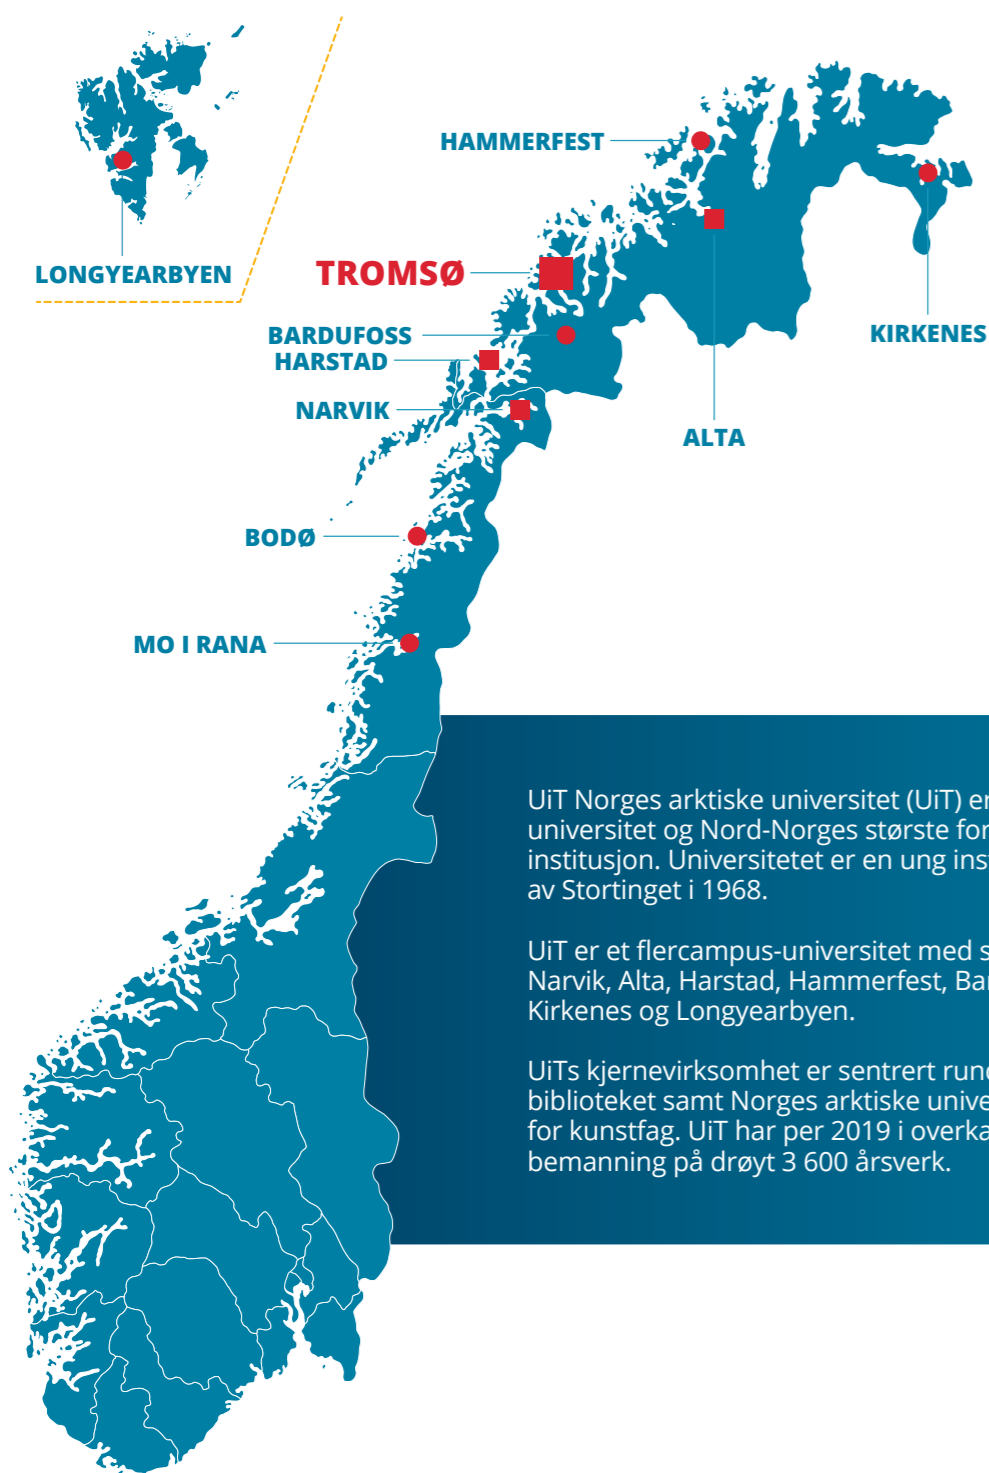 HAMMERFEST
LONGYEARBYEN
TROMSØ
BARDUFOSS
HARSTAD
KIRKENES
NARVIK
ALTA
BODØ
MO I RANA
UiT Norges arktiske universitet (UiT) er
universitet og Nord-Norges største for
institusjon. Universitetet er en ung inst
av Stortinget i 1968.
UiT er et flercampus-universitet med s
Narvik, Alta, Harstad, Hammerfest, Bar
Kirkenes og Longyearbyen.
UiTs kjernevirksomhet er sentrert rund
biblioteket samt Norges arktiske unive
for kunstfag. UiT har per 2019 i overka
bemanning på drøyt 3 600 årsverk.